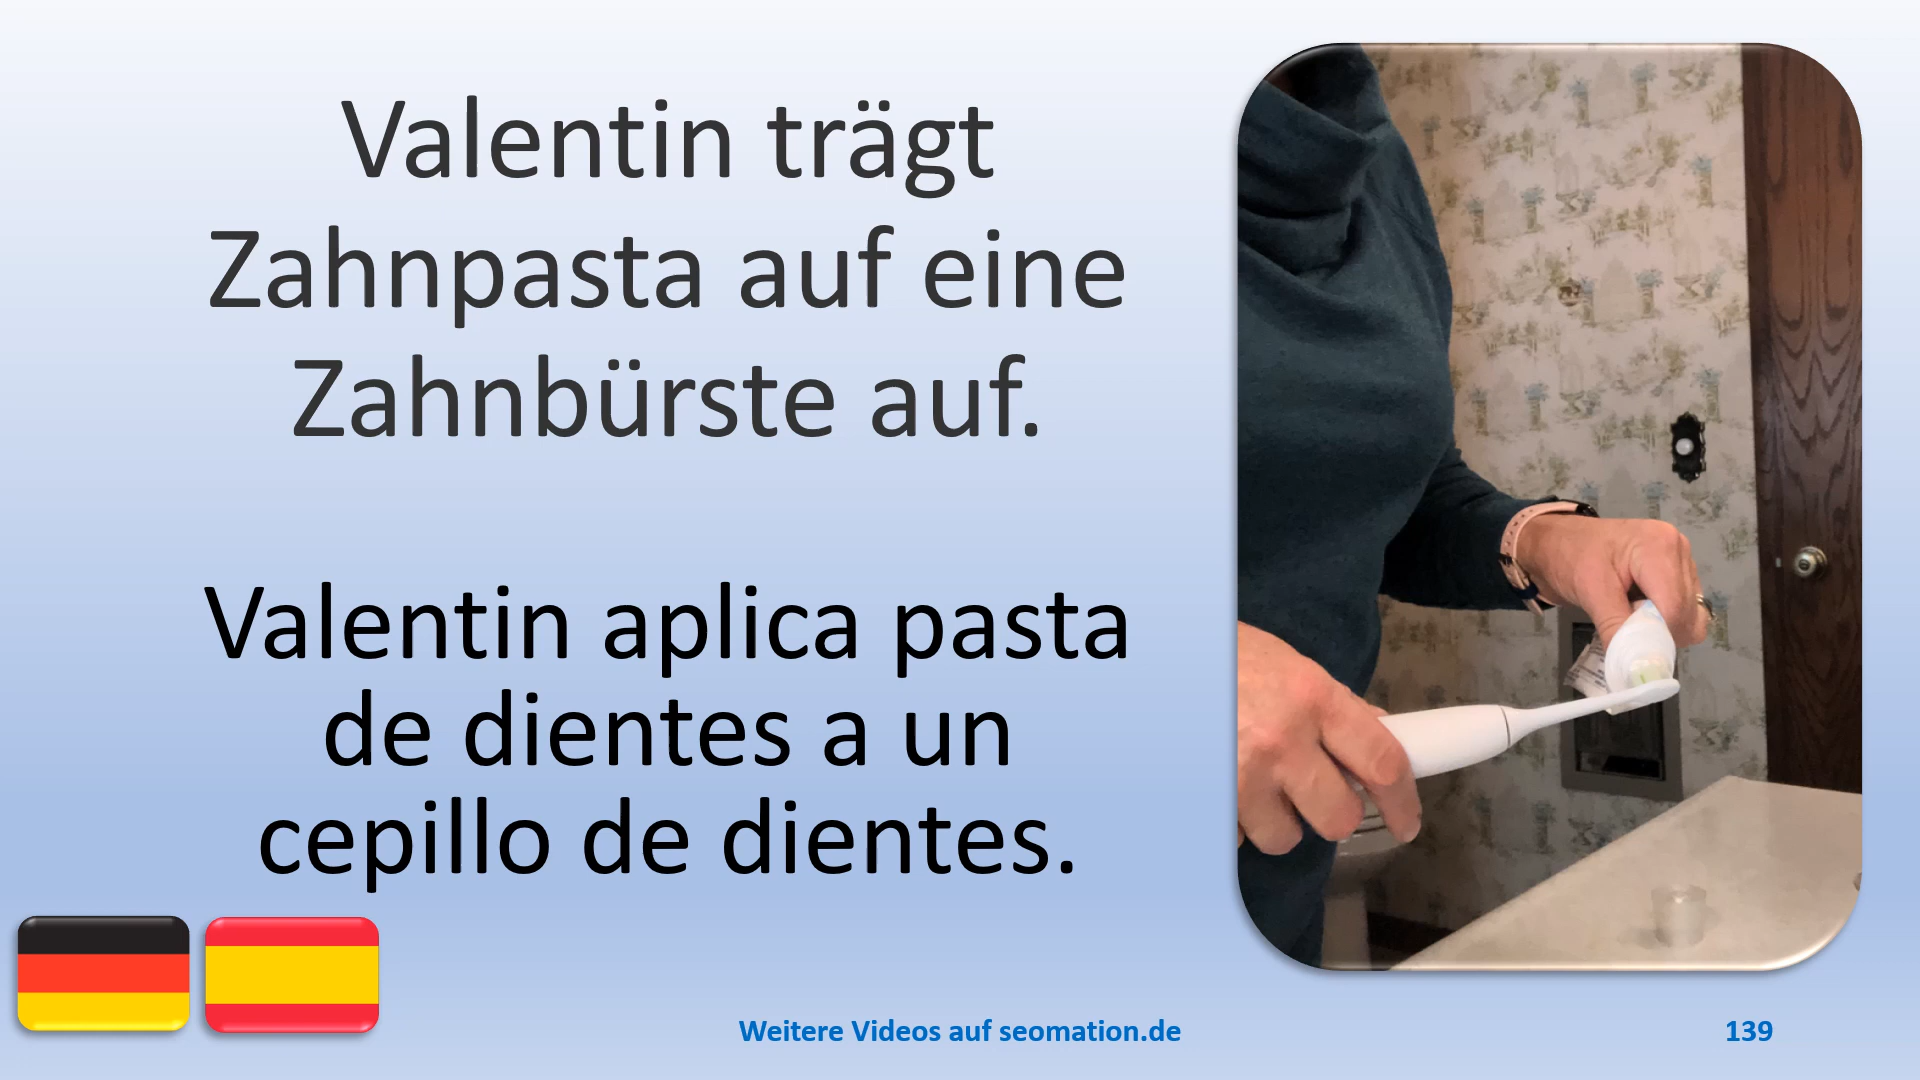 Valentin trägt
Zahnpasta auf eine
Zahnbürste auf.
Valentin aplica pasta
de dientes a un
cepillo de dientes.
Weitere Videos auf seomation.de
139